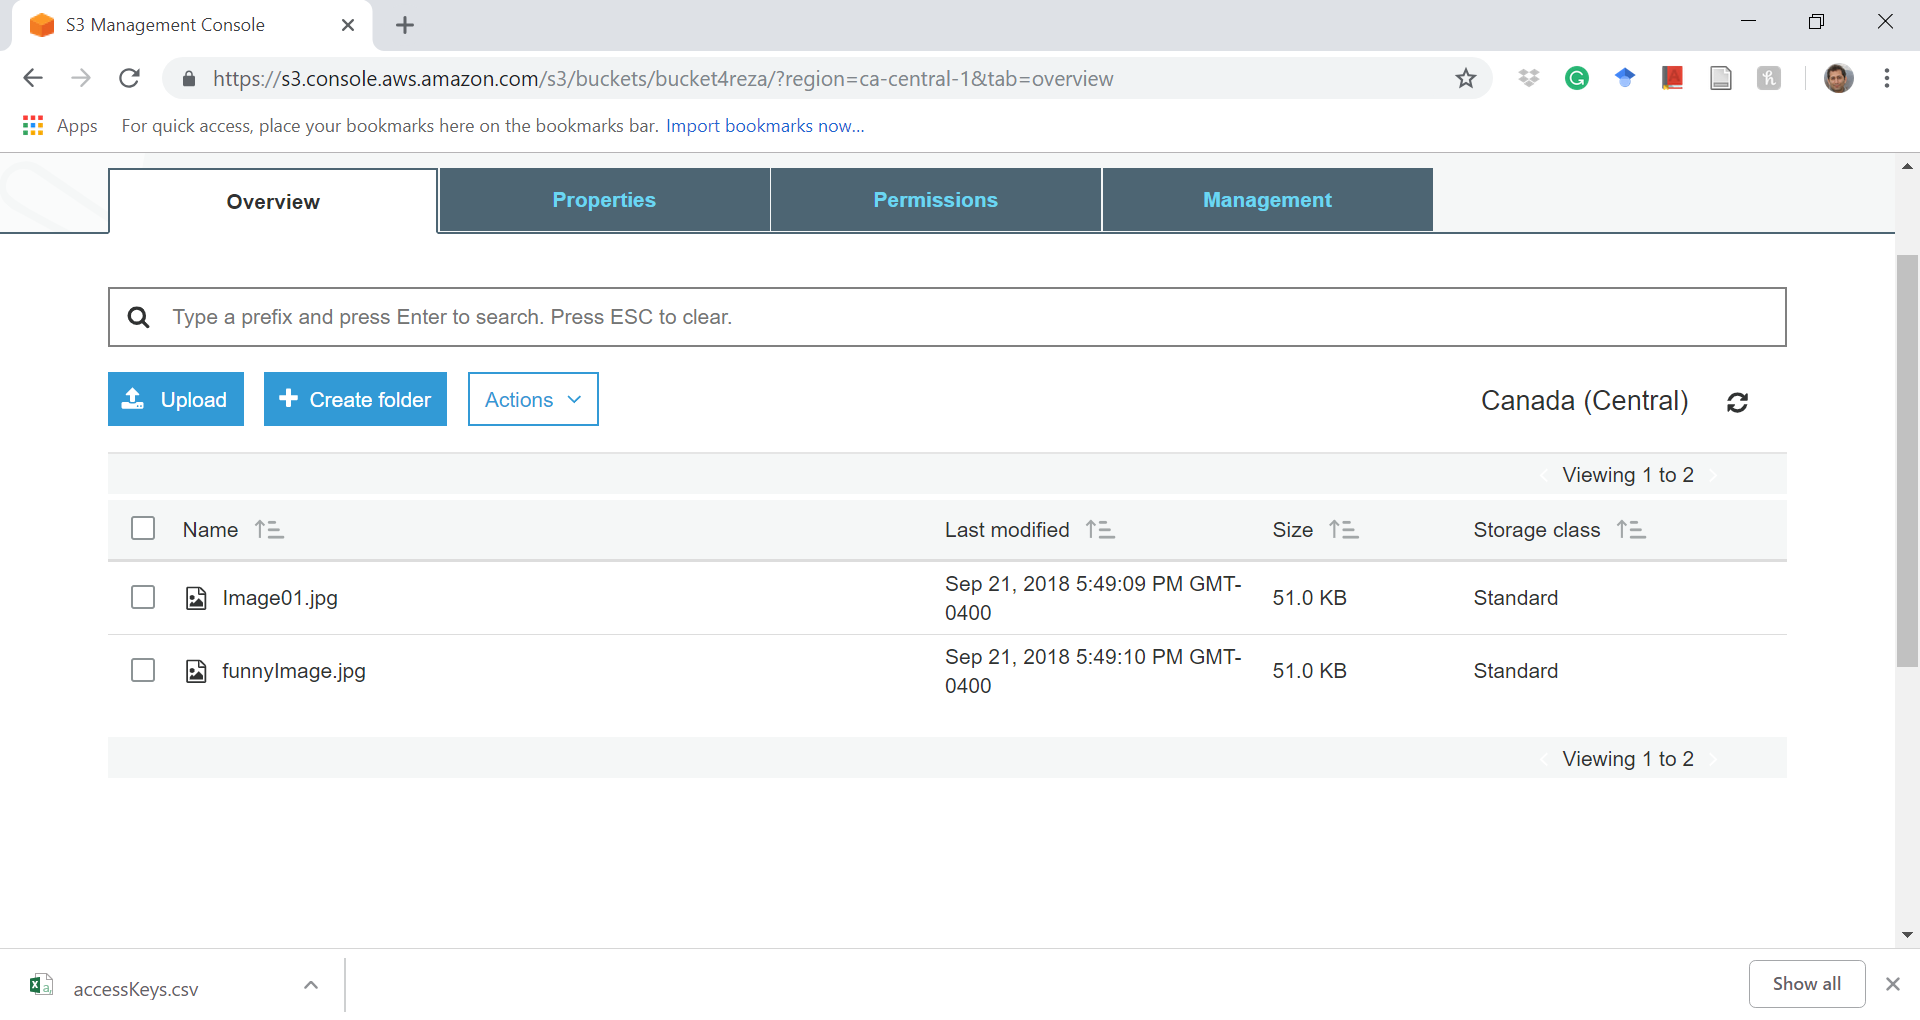 S3 Management Console
https://s3.console.aws.amazon.com/s3/buckets/bucket4reza/?region=ca-central-1&tab=overview
Apps For quick access, place your bookmarks here on the bookmarks bar. Import bookmarks now...
Overview Properties Permissions Management
Type a prefix and press Enter to search. Press ESC to clear.
Upload Create folder Actions Canada (Central)
Viewing 1 to 2
Name Last modified Size Storage class
Image01.jpg Sep 21, 2018 5:49:09 PM GMT-0400 51.0 KB Standard
funnyImage.jpg Sep 21, 2018 5:49:10 PM GMT-0400 51.0 KB Standard
Viewing 1 to 2
accessKeys.csv Show all